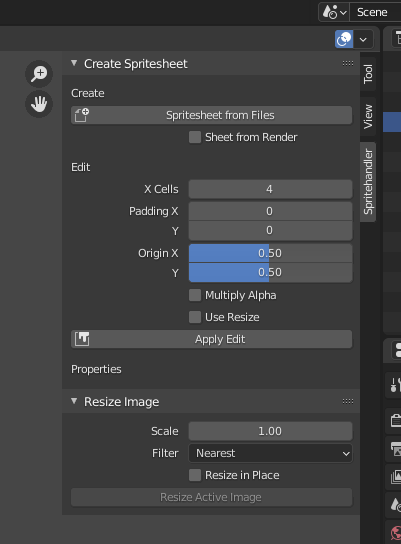 Scene
Create Spritesheet
Create
Spritesheet from Files
Sheet from Render
Edit
X Cells 4
Padding X 0
Y 0
Origin X 0.50
Y 0.50
Multiply Alpha
Use Resize
Apply Edit
Properties
Resize Image
Scale 1.00
Filter Nearest
Resize in Place
Resize Active Image
Tool
View
Spritehandler